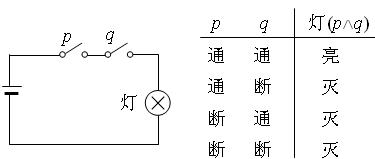 p q
灯
p q 灯(p∧q)
通 通 亮
通 断 灭
断 通 灭
断 断 灭